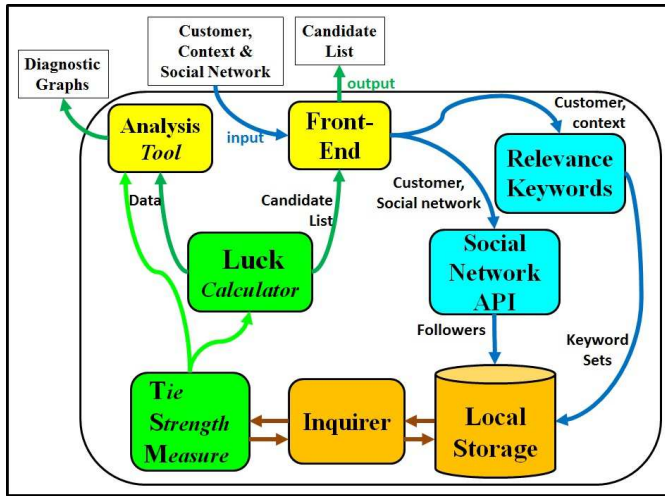 Customer,
Context &
Social Network
Candidate
List
Diagnostic
Graphs
output
input
Analysis
Tool
Front-
End
Customer,
context
Relevance
Keywords
Data
Candidate
List
Customer,
Social network
Luck
Calculator
Social
Network
API
Followers
Keyword
Sets
Tie
Strength
Measure
Inquirer
Local
Storage